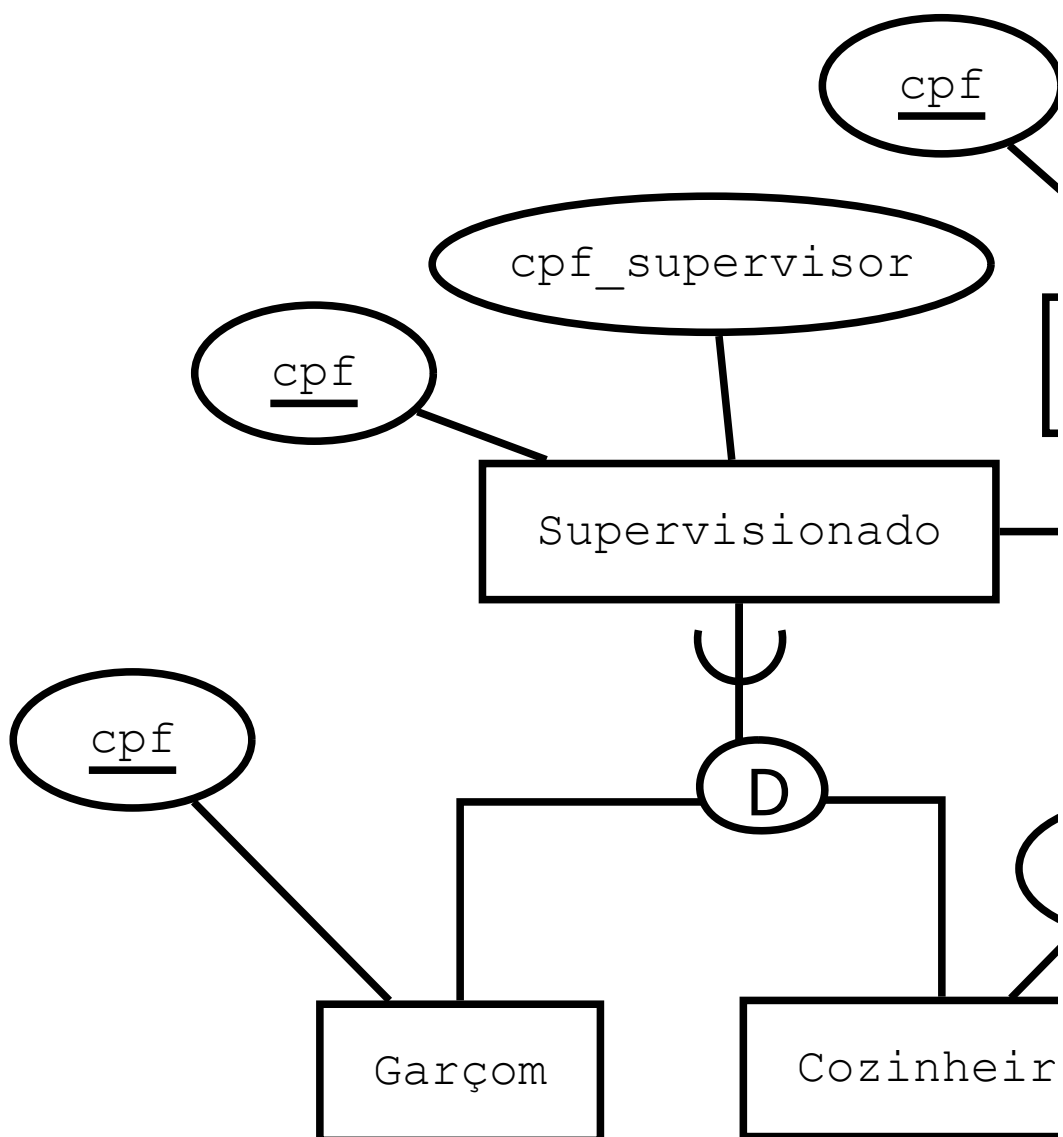 cpf
cpf_supervisor
cpf
Supervisionado
cpf
D
Garçom
Cozinheir